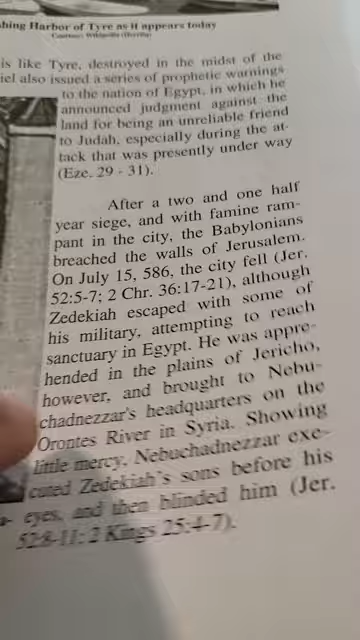 shing Harbor of Tyre as it appears today
Courtesy: Wikipedia
is like Tyre, destroyed in the midst of the
iel also issued a series of prophetic warnings
to the nation of Egypt, in which he
announced judgment against the
land for being an unreliable friend
to Judah, especially during the at-
tack that was presently under way
(Eze. 29 - 31).
After a two and one half
year siege, and with famine ram-
pant in the city, the Babylonians
breached the walls of Jerusalem.
On July 15, 586, the city fell (Jer.
52:5-7; 2 Chr. 36:17-21), although
Zedekiah escaped with some of
his military, attempting to reach
sanctuary in Egypt. He was appre-
hended in the plains of Jericho,
however, and brought to Nebu-
chadnezzar's headquarters on the
Orontes River in Syria. Showing
little mercy, Nebuchadnezzar exe-
cuted Zedekiah's sons before his
a- eyes, and then blinded him (Jer.
52:8-11; 2 Kings 25:4-7).